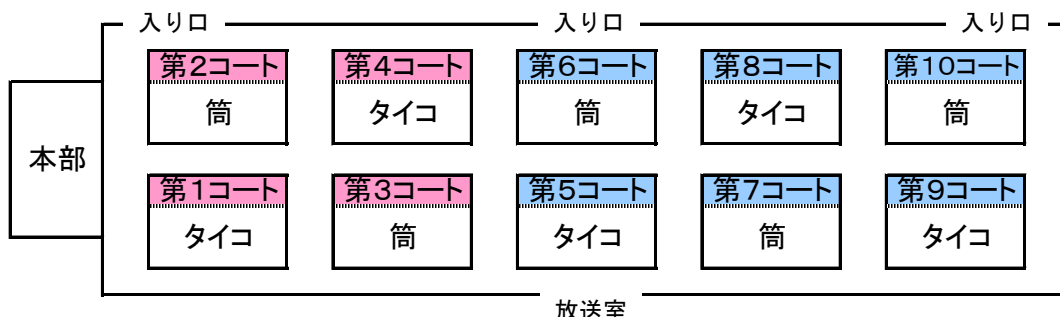 入り口 入り口 入り口
第2コート 第4コート 第6コート 第8コート 第10コート
筒 タイコ 筒 タイコ 筒
本部
第1コート 第3コート 第5コート 第7コート 第9コート
タイコ 筒 タイコ 筒 タイコ
放送室